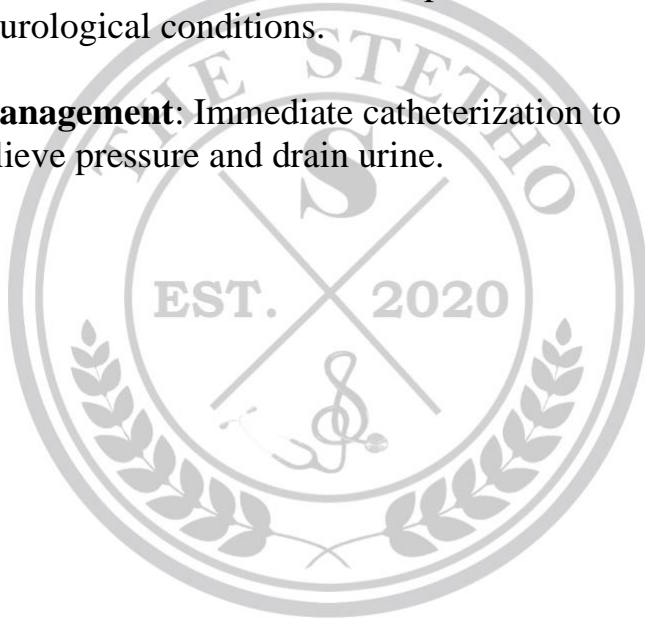 urological conditions.
anagement: Immediate catheterization to
lieve pressure and drain urine.
THE STETHO
S
EST. 2020